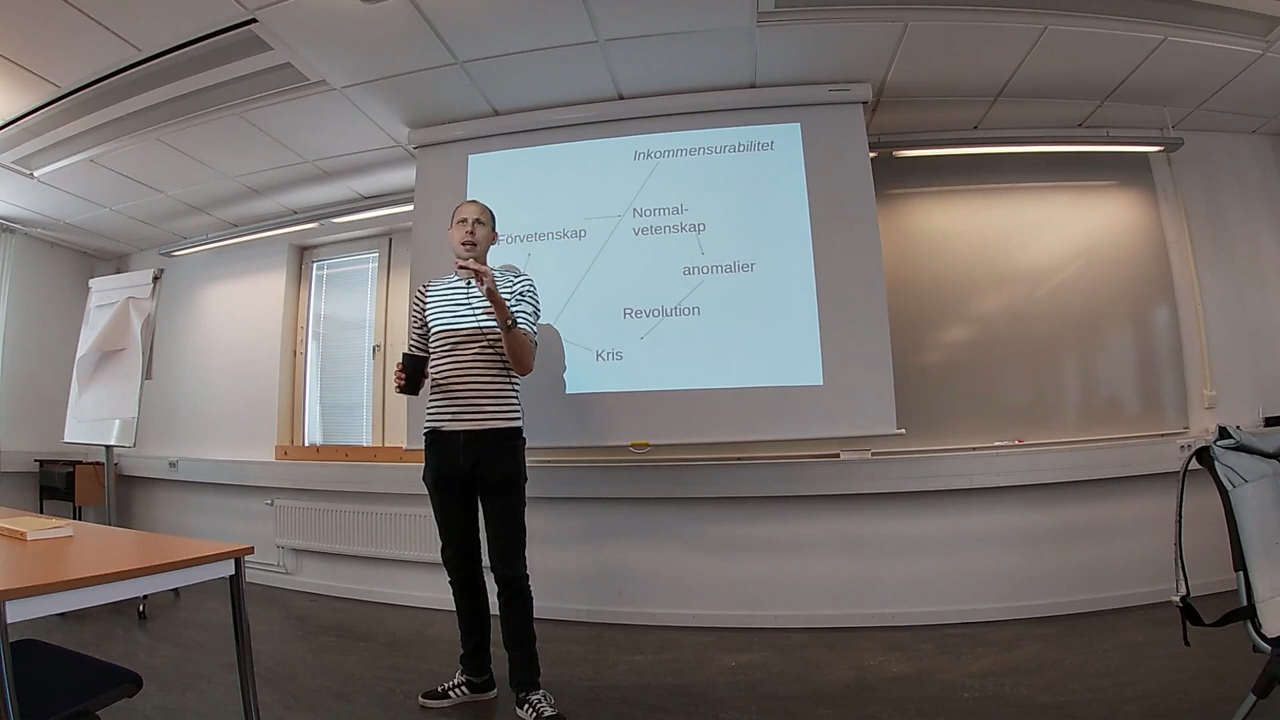 Inkommensurabilitet
Förvetenskap
Normal-
vetenskap
anomalier
Revolution
Kris